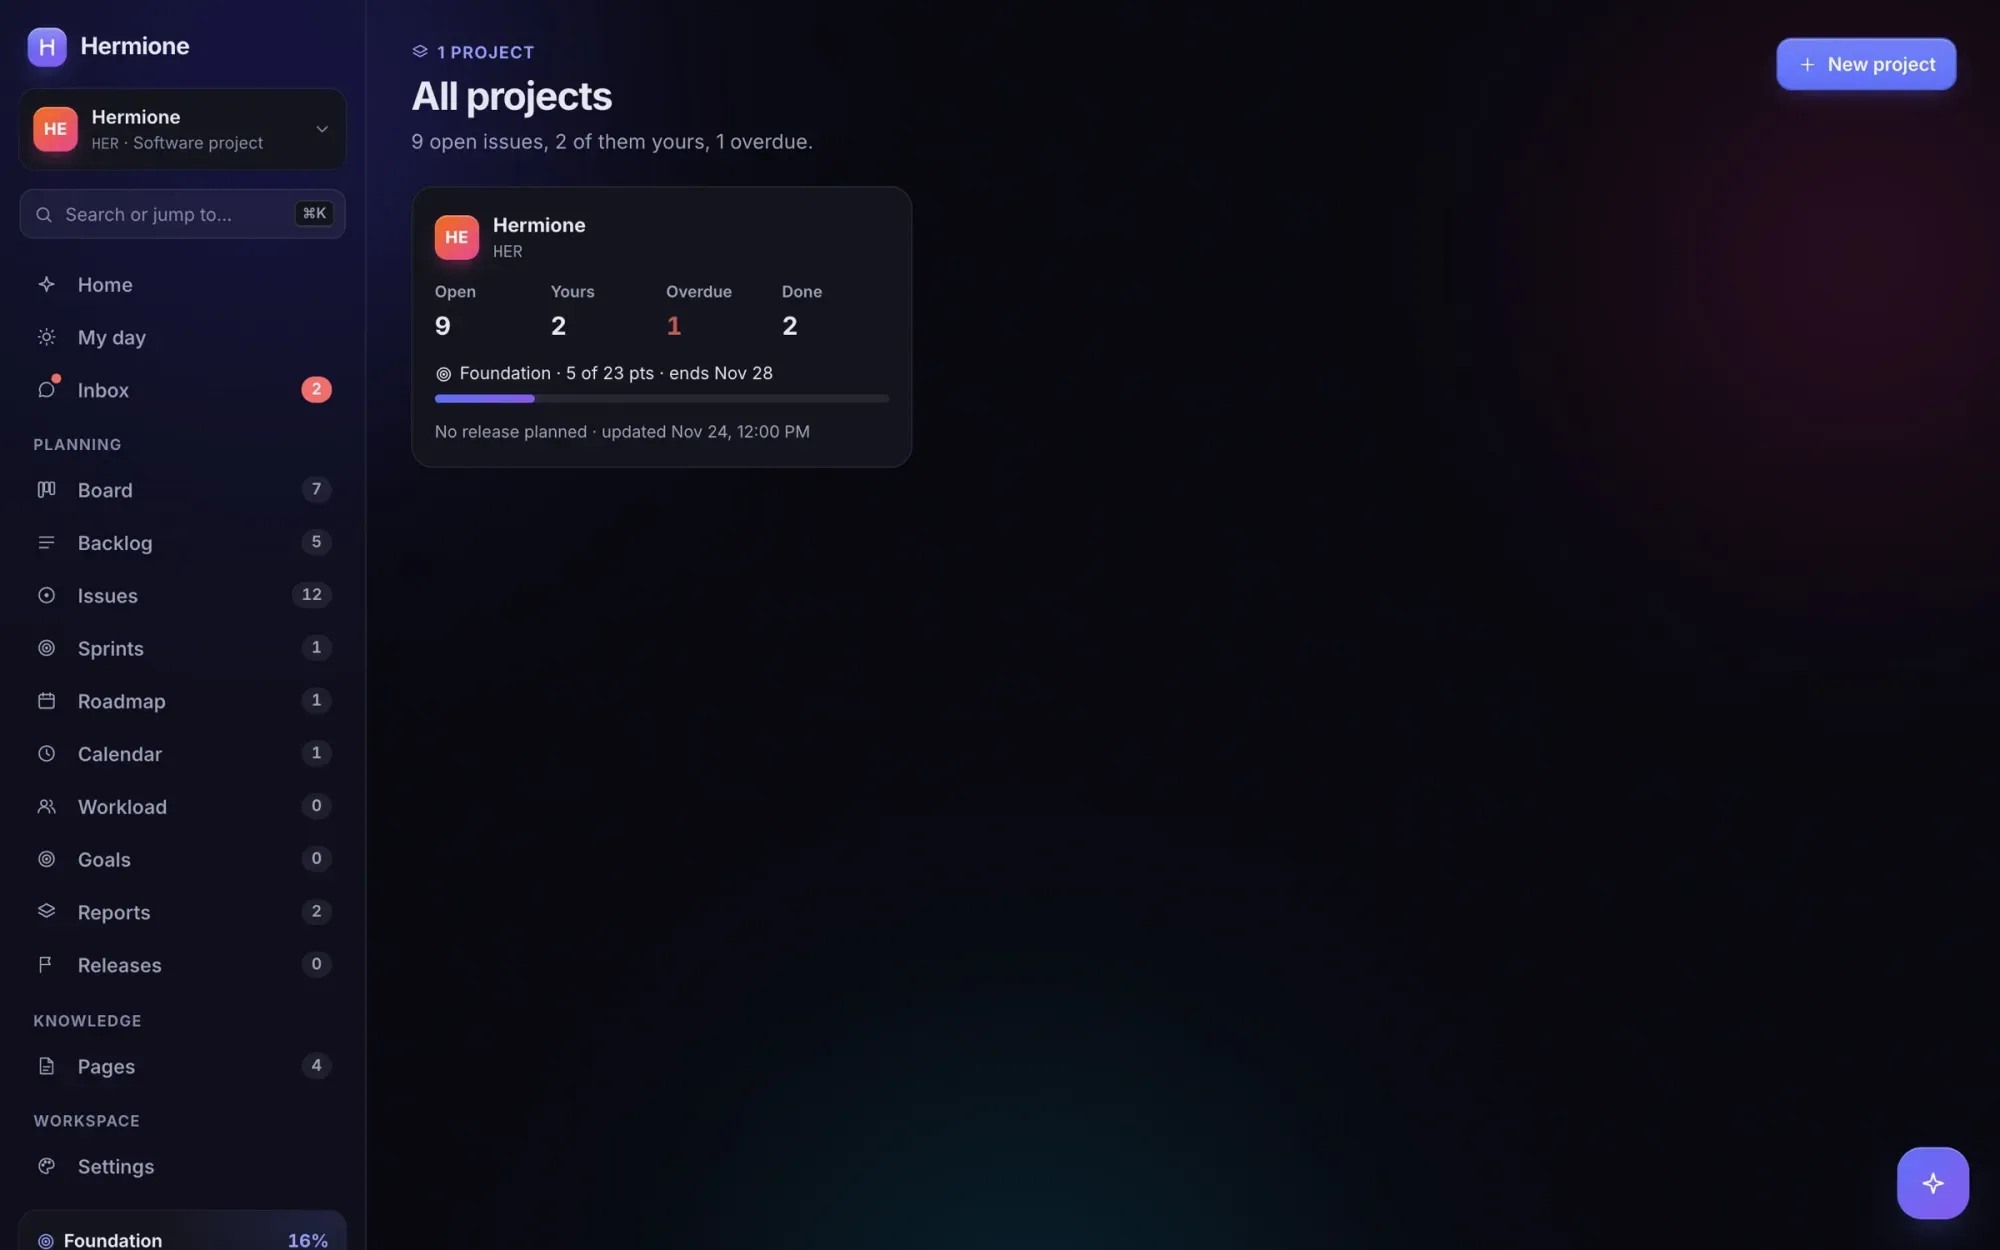 H Hermione
HE Hermione
HER · Software project
Search or jump to... ⌘K
Home
My day
Inbox 2
PLANNING
Board 7
Backlog 5
Issues 12
Sprints 1
Roadmap 1
Calendar 1
Workload 0
Goals 0
Reports 2
Releases 0
KNOWLEDGE
Pages 4
WORKSPACE
Settings
Foundation 16%
1 PROJECT
All projects
9 open issues, 2 of them yours, 1 overdue.
+ New project
HE Hermione
HER
Open Yours Overdue Done
9 2 1 2
Foundation · 5 of 23 pts · ends Nov 28
No release planned · updated Nov 24, 12:00 PM